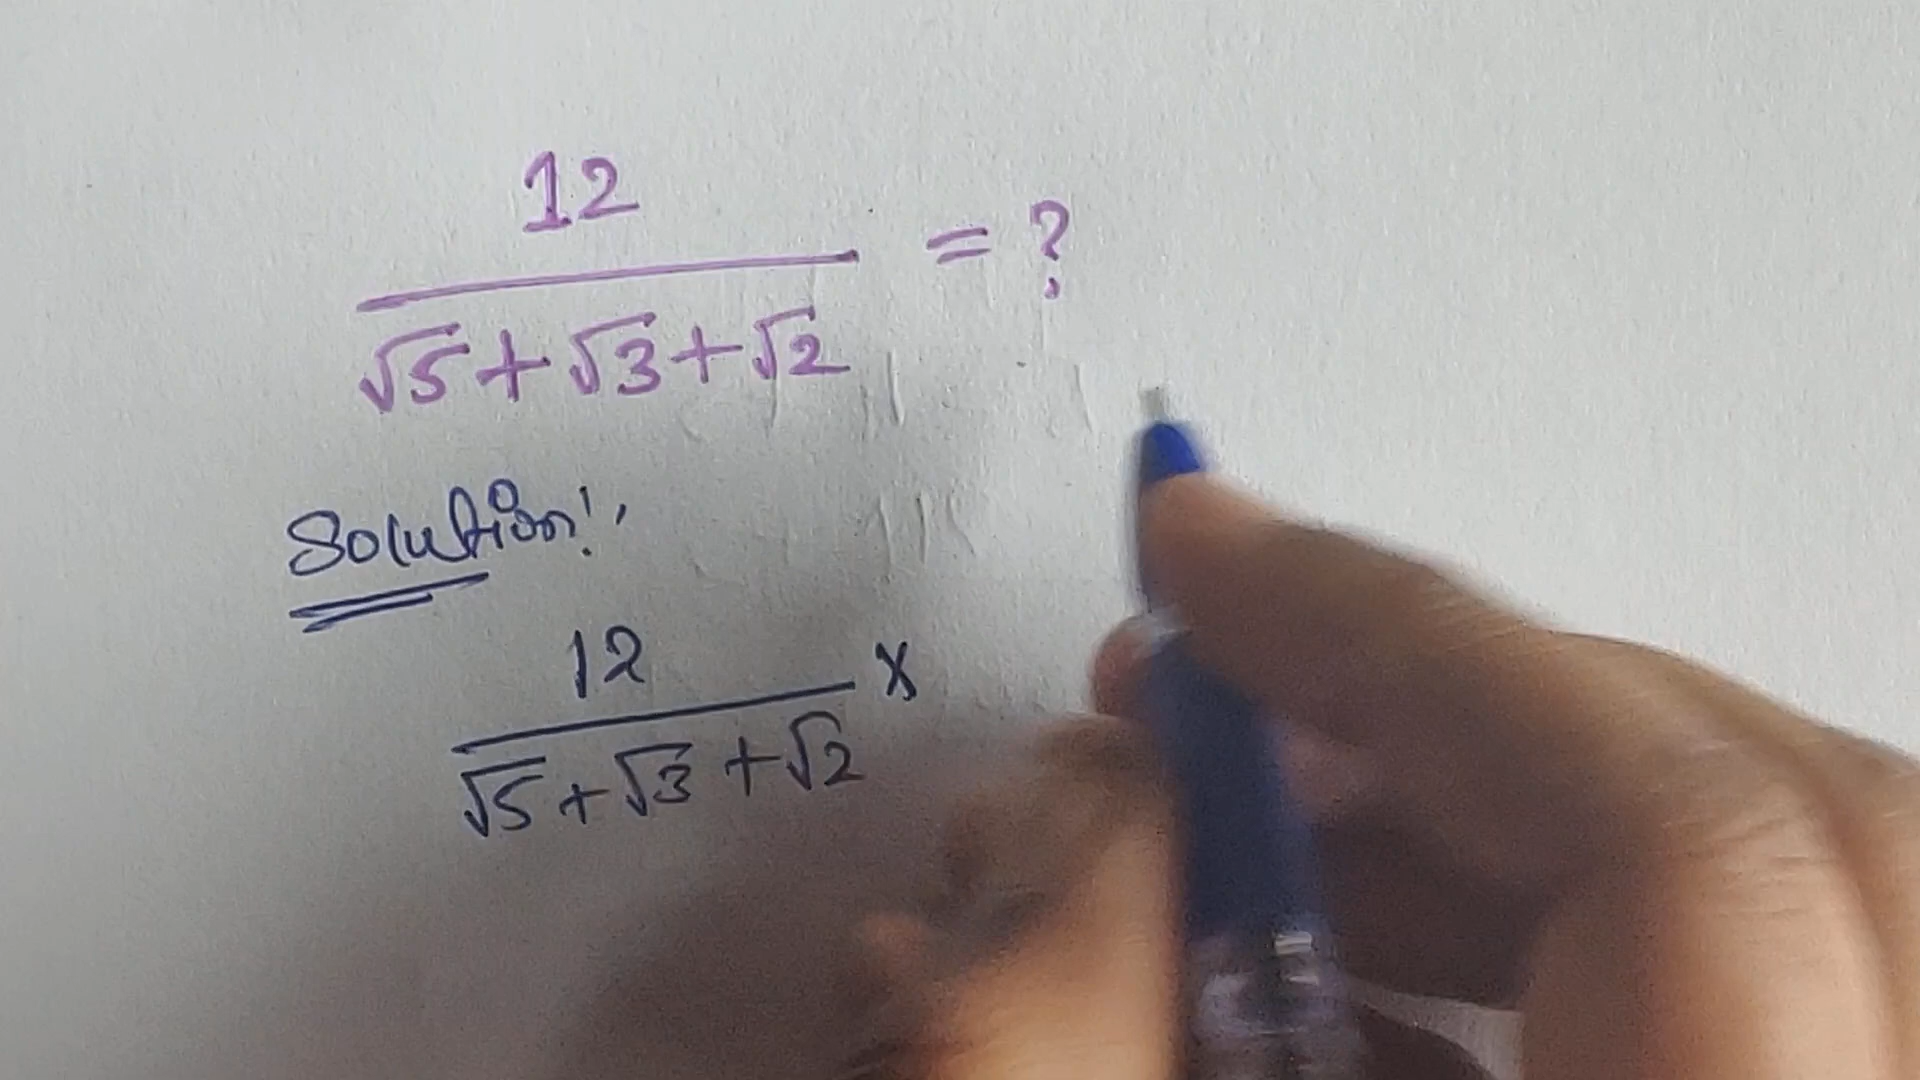 12
√5+√3+√2 = ?
Solution:
12 x
√5+√3+√2